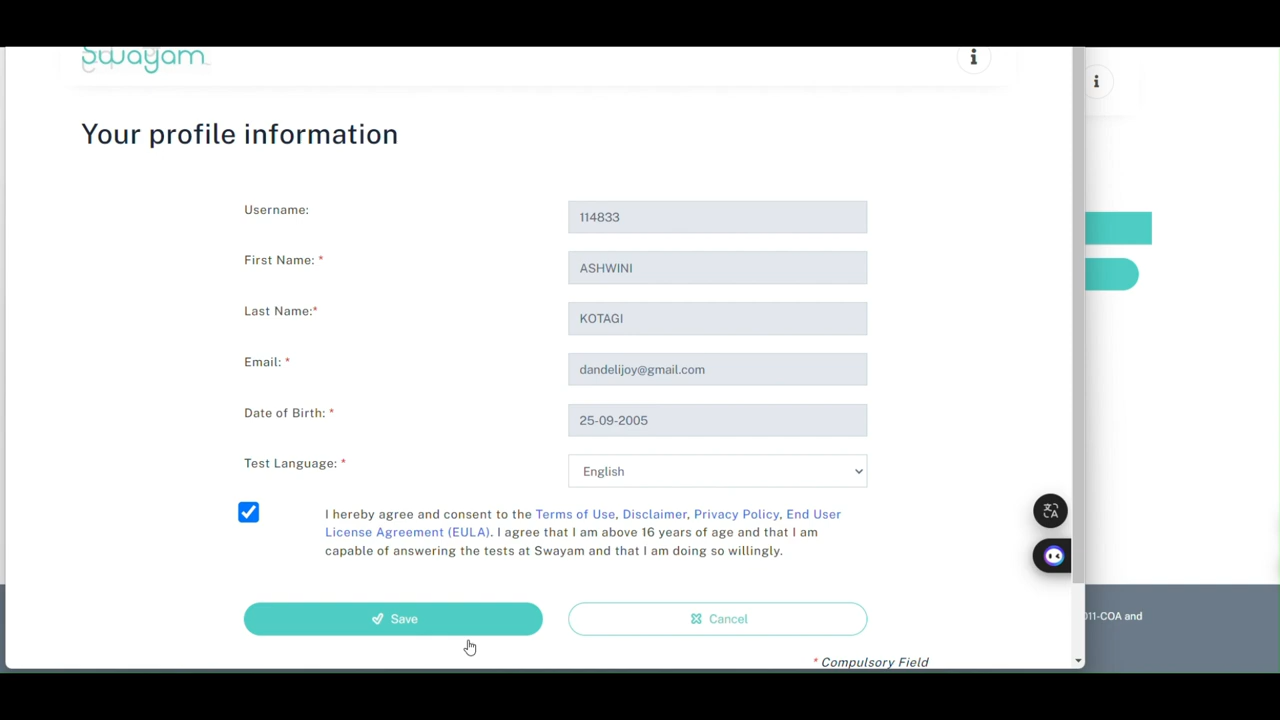 Swayam
i
i
Your profile information
Username:
114833
First Name: *
ASHWINI
Last Name:*
KOTAGI
Email: *
dandelijoy@gmail.com
Date of Birth: *
25-09-2005
Test Language: *
English
I hereby agree and consent to the Terms of Use, Disclaimer, Privacy Policy, End User
License Agreement (EULA). I agree that I am above 16 years of age and that I am
capable of answering the tests at Swayam and that I am doing so willingly.
Save
Cancel
* Compulsory Field
011-COA and